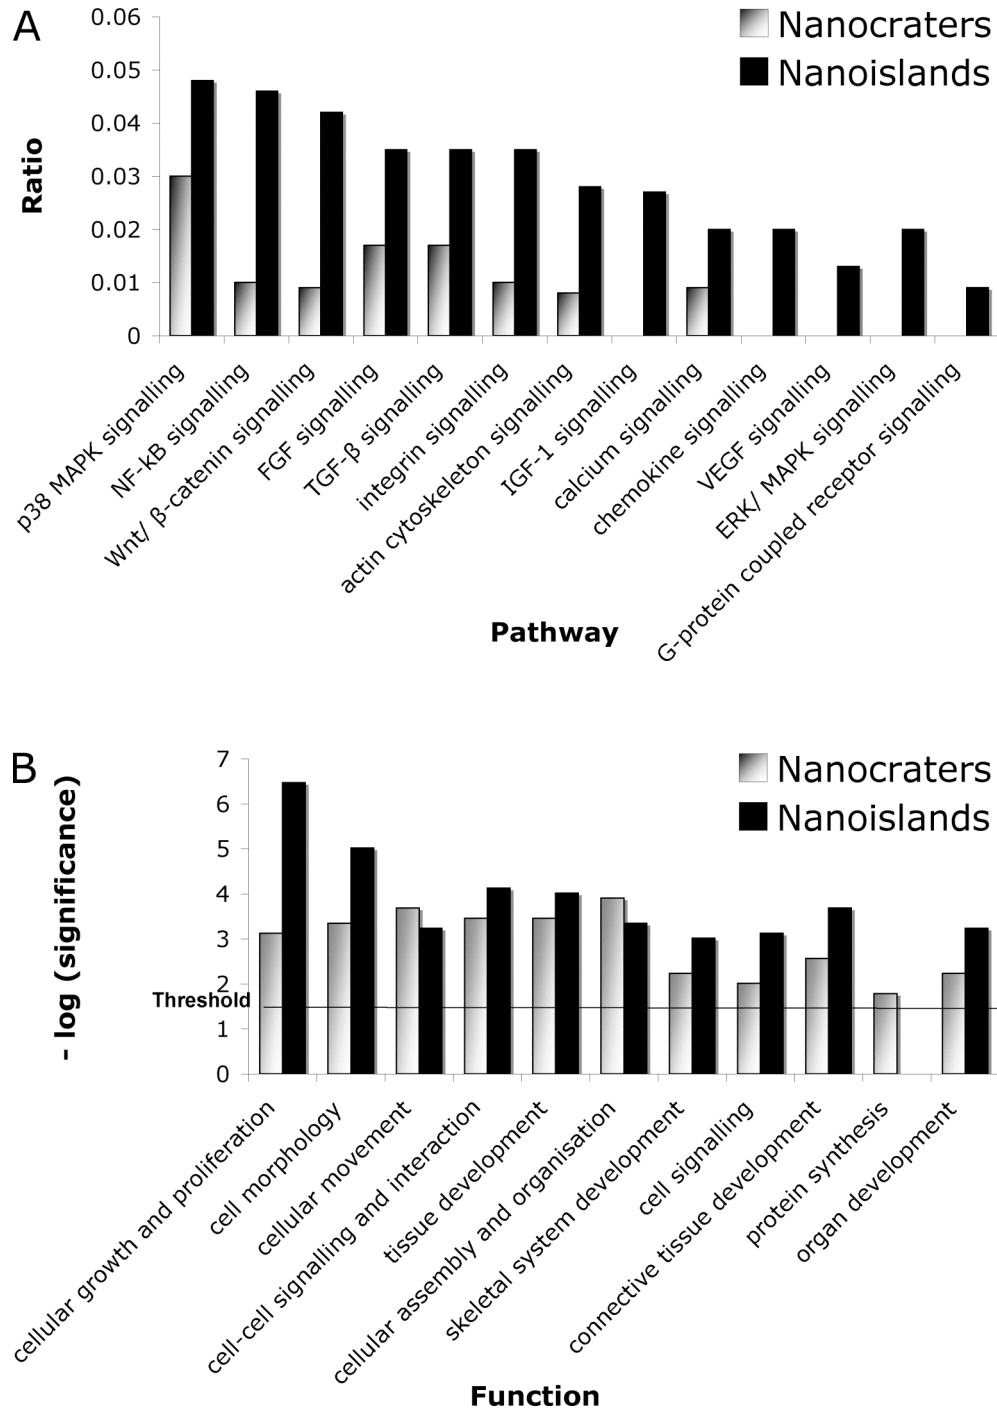 A
Nanocraters
Nanoislands
Ratio
0.06
0.05
0.04
0.03
0.02
0.01
0
p38 MAPK signalling
NF-kB signalling
Wnt/ β-catenin signalling
FGF signalling
TGF-β signalling
integrin signalling
actin cytoskeleton signalling
IGF-1 signalling
calcium signalling
chemokine signalling
VEGF signalling
ERK/ MAPK signalling
G-protein coupled receptor signalling
Pathway
B
Nanocraters
Nanoislands
- log (significance)
7
6
5
4
3
2
Threshold
1
0
cellular growth and proliferation
cell morphology
cellular movement
cell-cell signalling and interaction
tissue development
cellular assembly and organisation
skeletal system development
cell signalling
connective tissue development
protein synthesis
organ development
Function